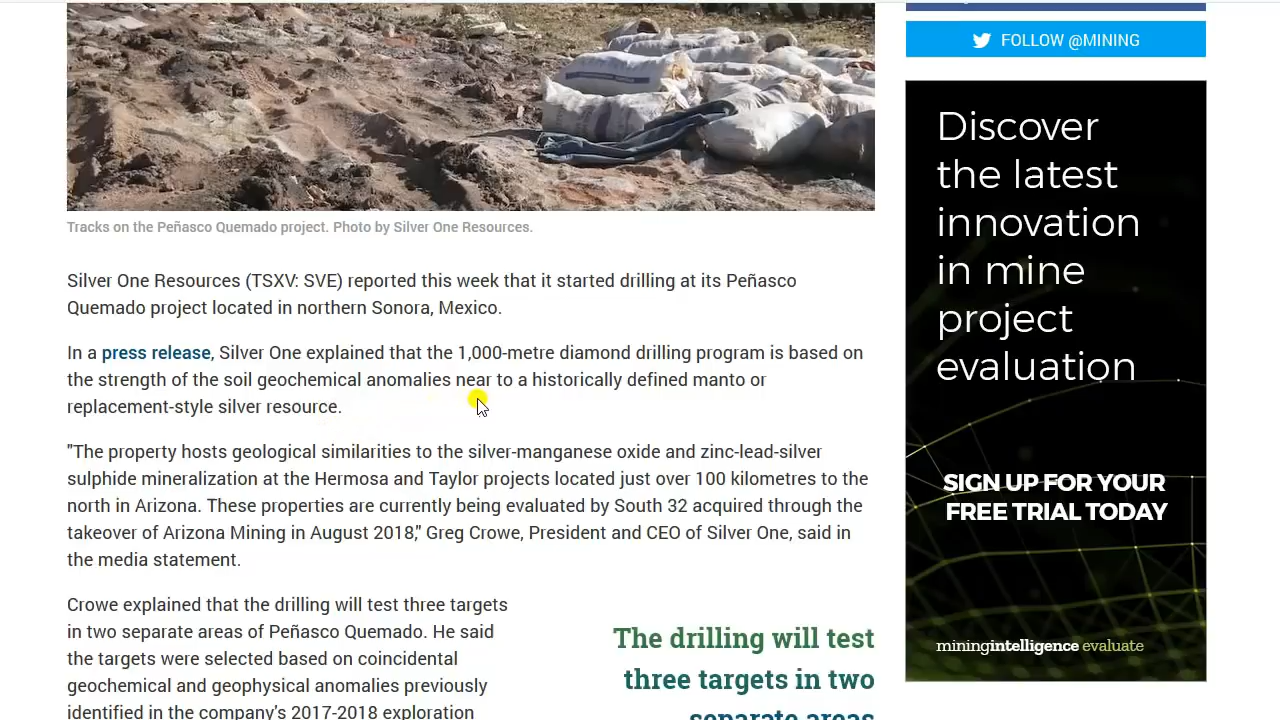 FOLLOW @MINING
Tracks on the Peñasco Quemado project. Photo by Silver One Resources.
Silver One Resources (TSXV: SVE) reported this week that it started drilling at its Peñasco
Quemado project located in northern Sonora, Mexico.
In a press release, Silver One explained that the 1,000-metre diamond drilling program is based on
the strength of the soil geochemical anomalies near to a historically defined manto or
replacement-style silver resource.
"The property hosts geological similarities to the silver-manganese oxide and zinc-lead-silver
sulphide mineralization at the Hermosa and Taylor projects located just over 100 kilometres to the
north in Arizona. These properties are currently being evaluated by South 32 acquired through the
takeover of Arizona Mining in August 2018," Greg Crowe, President and CEO of Silver One, said in
the media statement.
Crowe explained that the drilling will test three targets
in two separate areas of Peñasco Quemado. He said
the targets were selected based on coincidental
geochemical and geophysical anomalies previously
identified in the company's 2017-2018 exploration
The drilling will test
three targets in two
separate areas
Discover
the latest
innovation
in mine
project
evaluation
SIGN UP FOR YOUR
FREE TRIAL TODAY
miningintelligence evaluate